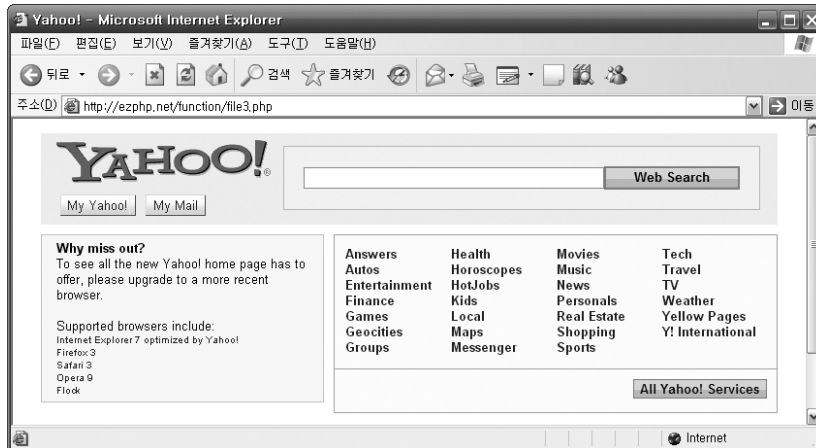 Yahoo! - Microsoft Internet Explorer
파일(F) 편집(E) 보기(V) 즐겨찾기(A) 도구(T) 도움말(H)
뒤로 검색 즐겨찾기
주소(D) http://ezphp.net/function/file3.php 이동
YAHOO!®
Web Search
My Yahoo! My Mail
Why miss out?
To see all the new Yahoo! home page has to
offer, please upgrade to a more recent
browser.
Supported browsers include:
Internet Explorer 7 optimized by Yahoo!
Firefox 3
Safari 3
Opera 9
Flock
Answers Health Movies Tech
Autos Horoscopes Music Travel
Entertainment HotJobs News TV
Finance Kids Personals Weather
Games Local Real Estate Yellow Pages
Geocities Maps Shopping Y! International
Groups Messenger Sports
All Yahoo! Services
Internet